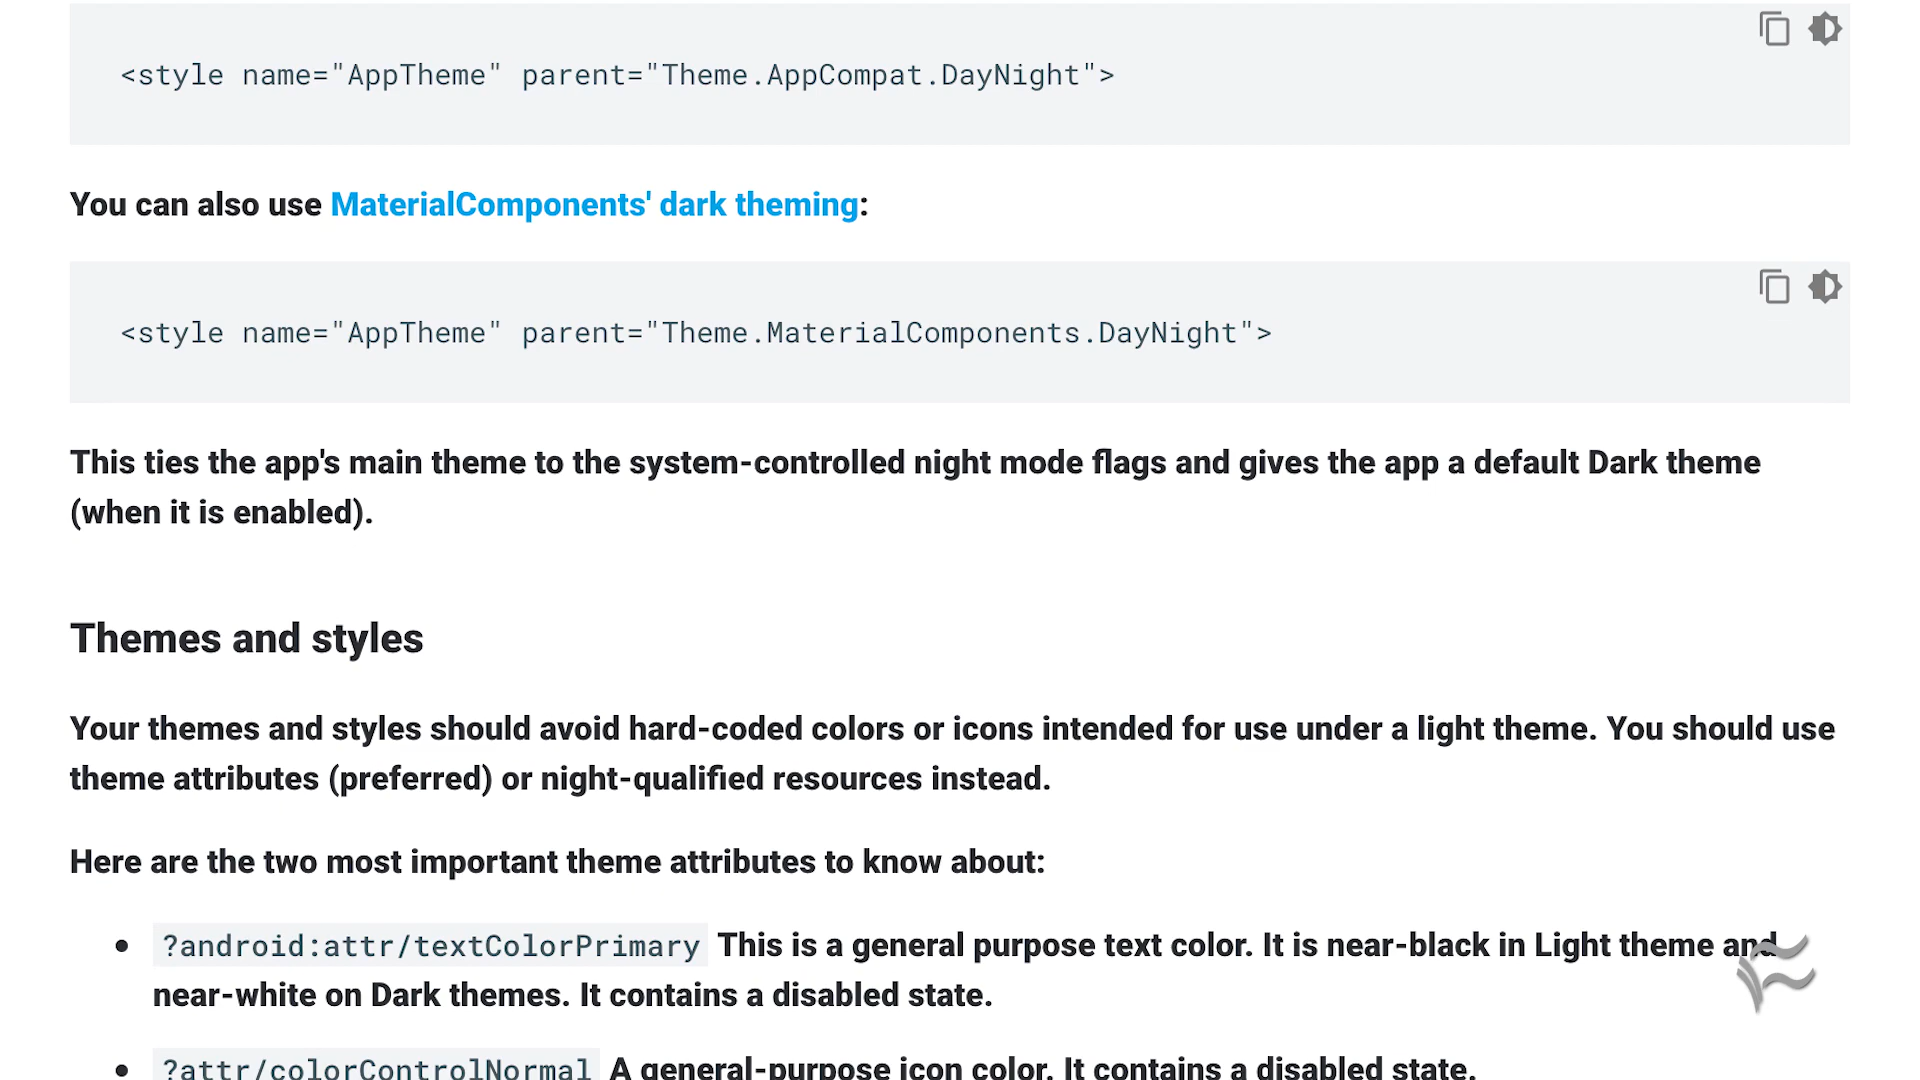 <style name="AppTheme" parent="Theme.AppCompat.DayNight">
You can also use MaterialComponents' dark theming:
<style name="AppTheme" parent="Theme.MaterialComponents.DayNight">
This ties the app's main theme to the system-controlled night mode flags and gives the app a default Dark theme
(when it is enabled).
Themes and styles
Your themes and styles should avoid hard-coded colors or icons intended for use under a light theme. You should use
theme attributes (preferred) or night-qualified resources instead.
Here are the two most important theme attributes to know about:
• ?android:attr/textColorPrimary This is a general purpose text color. It is near-black in Light theme and
near-white on Dark themes. It contains a disabled state.
• ?attr/colorControlNormal A general-purpose icon color. It contains a disabled state.